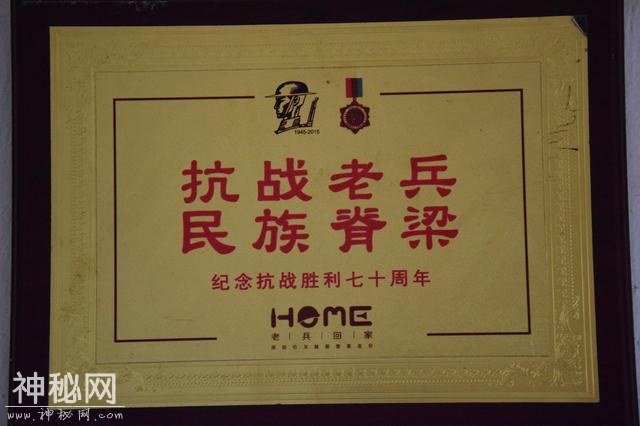 1945-2015
抗战老兵
民族脊梁
纪念抗战胜利七十周年
HOME
老|兵|回|家
神秘网
www.神秘网.com